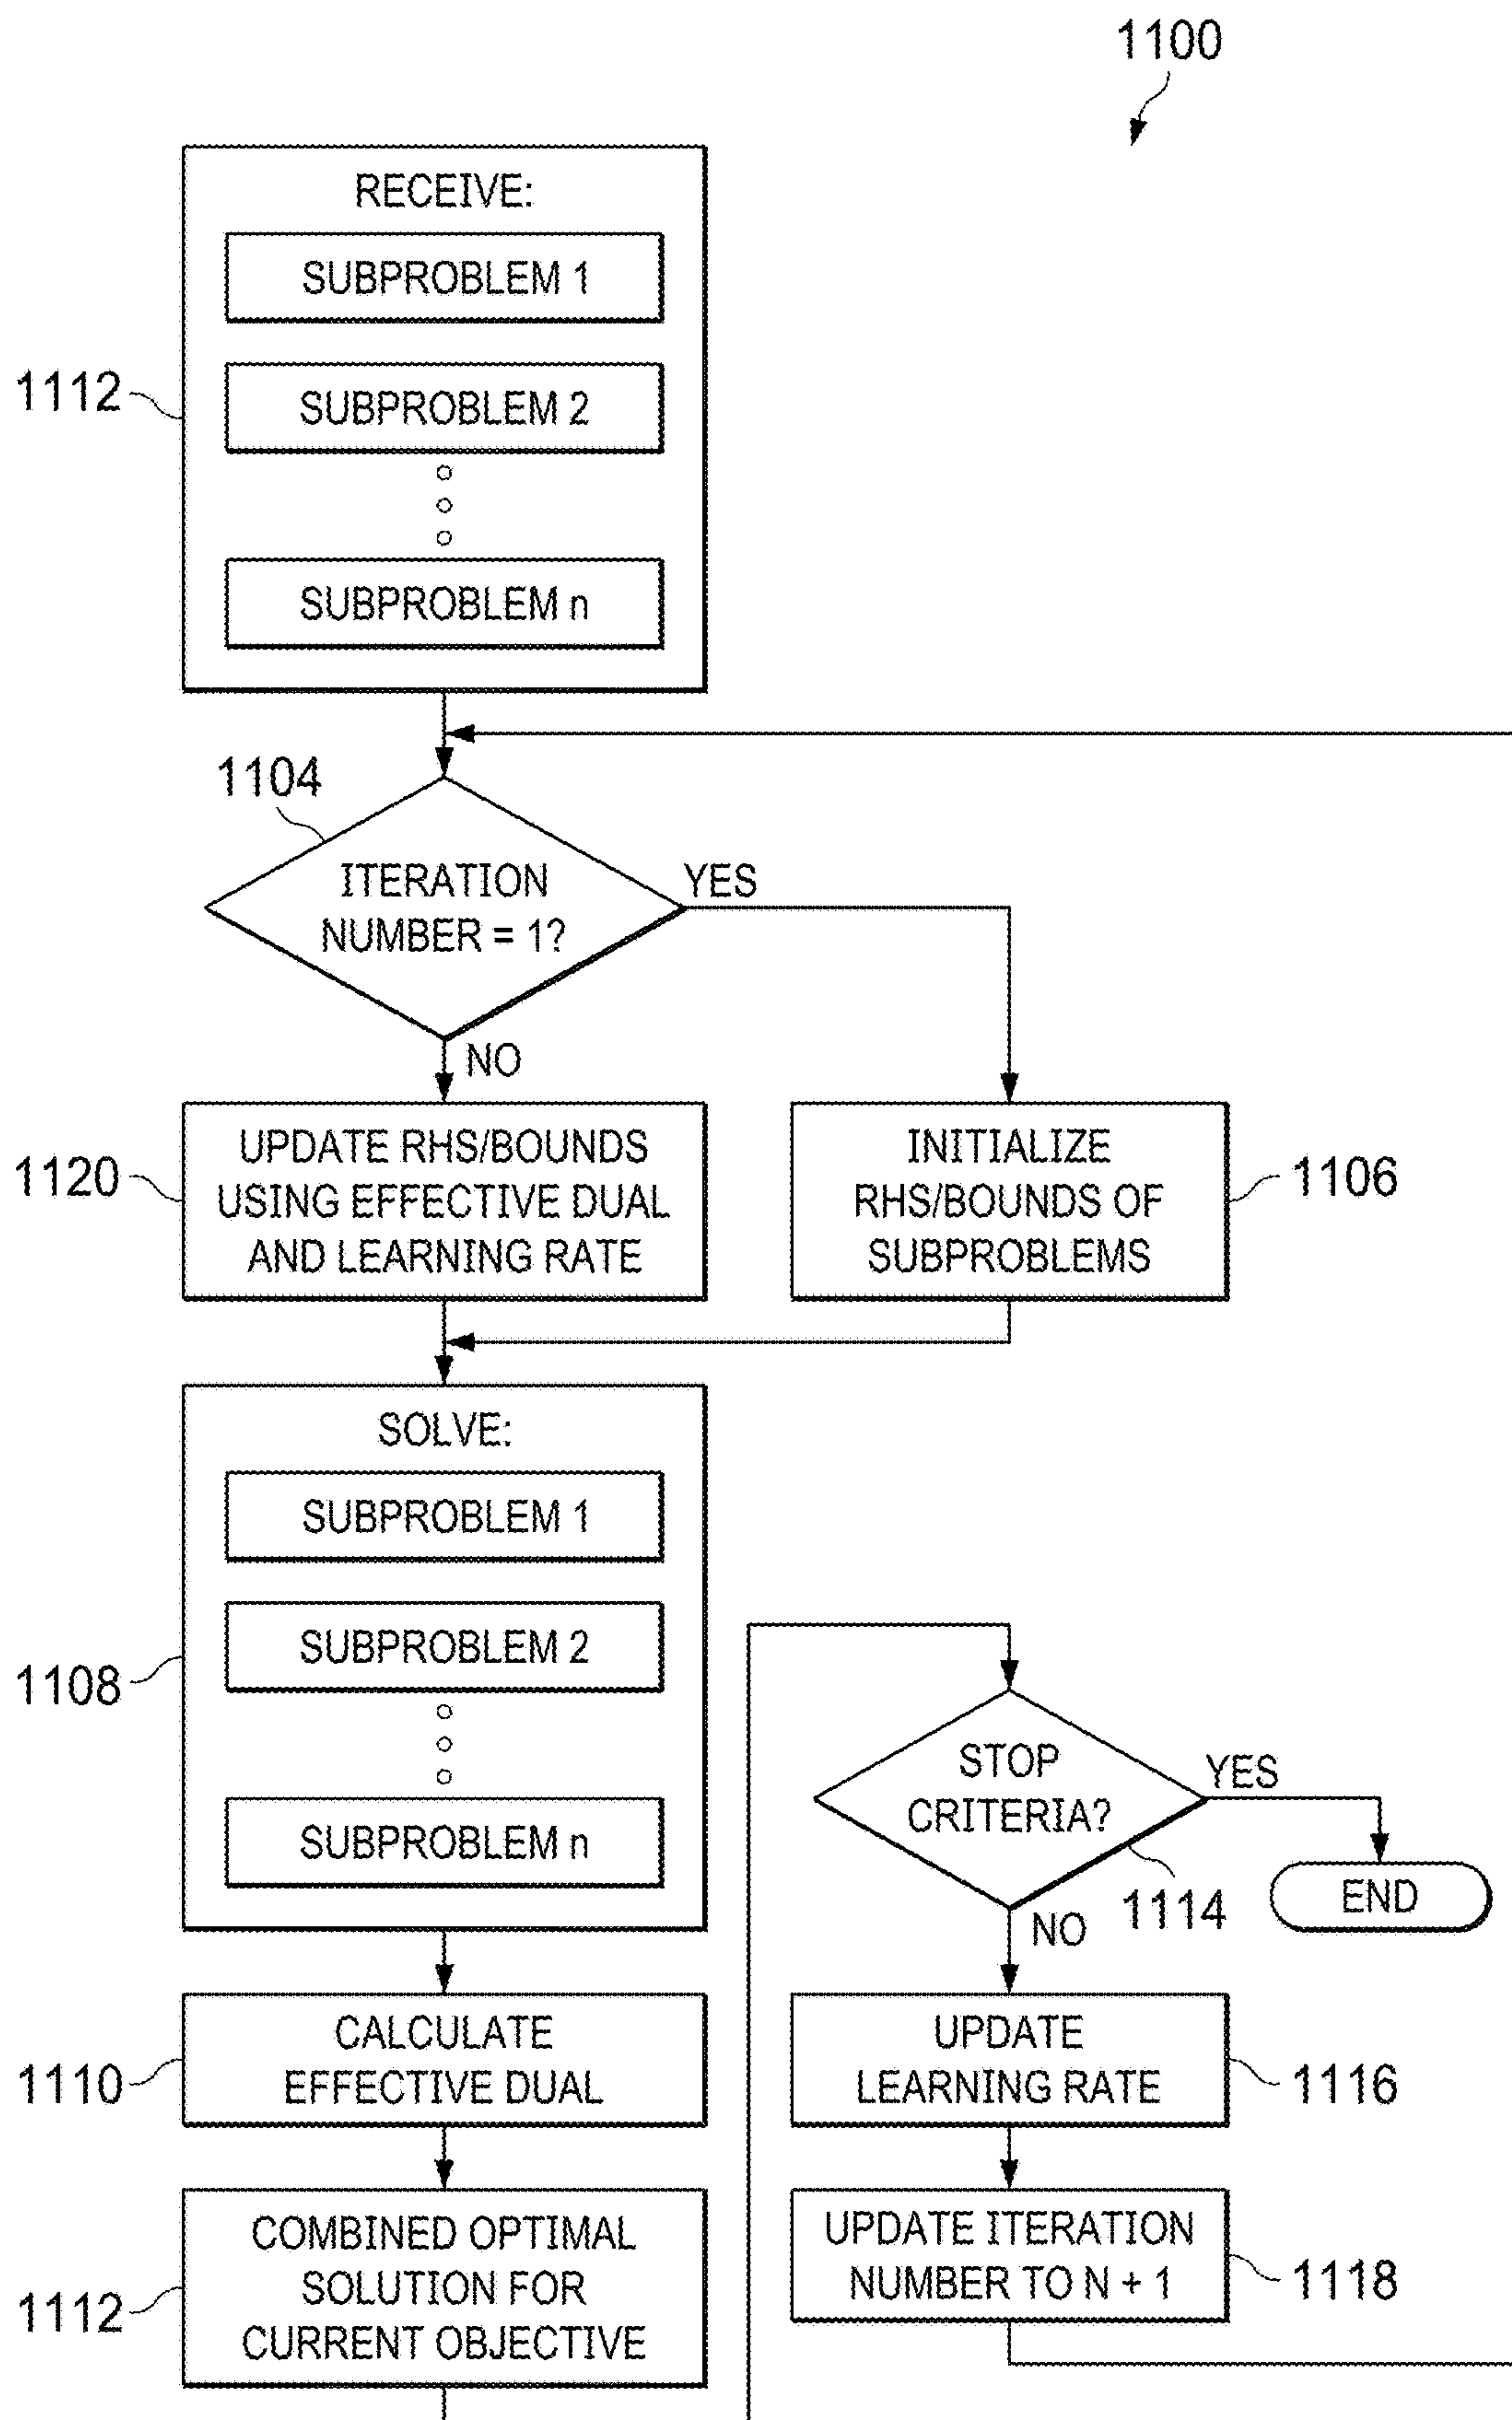 1100
RECEIVE:
SUBPROBLEM 1
1112
SUBPROBLEM 2
SUBPROBLEM n
1104
ITERATION
NUMBER = 1?
YES
NO
1120
UPDATE RHS/BOUNDS
USING EFFECTIVE DUAL
AND LEARNING RATE
INITIALIZE
RHS/BOUNDS OF
SUBPROBLEMS
1106
SOLVE:
SUBPROBLEM 1
SUBPROBLEM 2
1108
SUBPROBLEM n
STOP
CRITERIA?
YES
1114
END
NO
CALCULATE
EFFECTIVE DUAL
1110
UPDATE
LEARNING RATE
1116
COMBINED OPTIMAL
SOLUTION FOR
CURRENT OBJECTIVE
1112
UPDATE ITERATION
NUMBER TO N + 1
1118